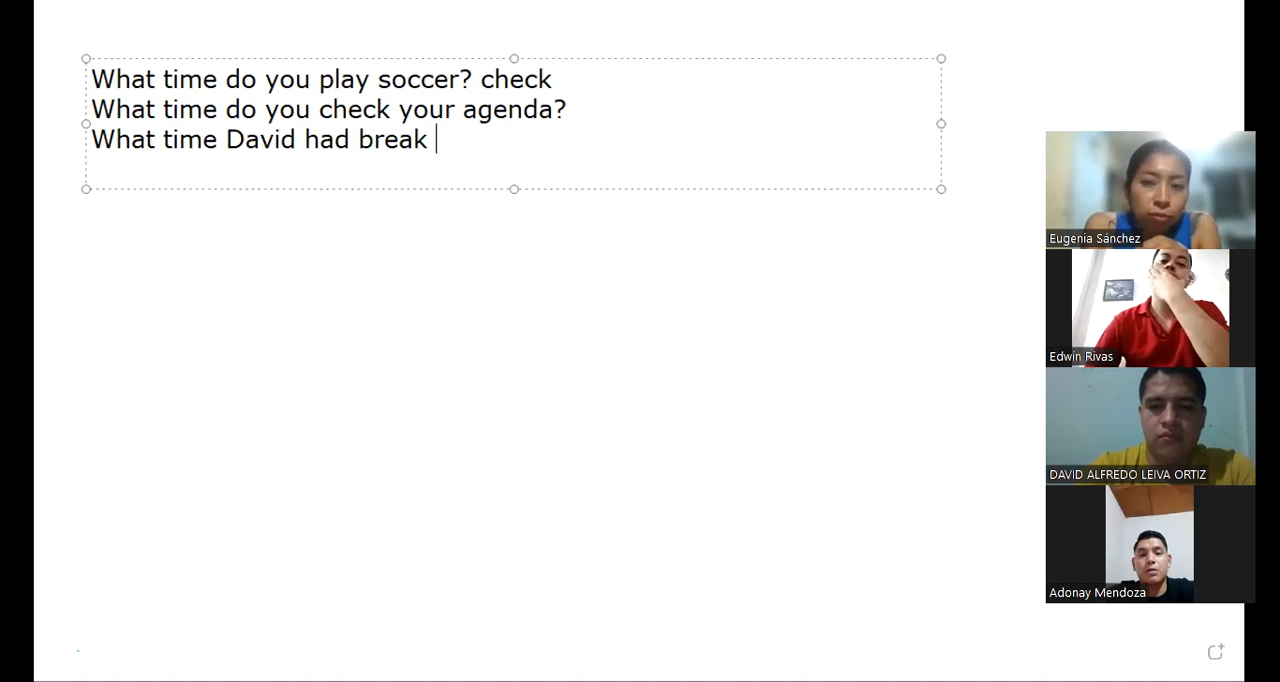 What time do you play soccer? check
What time do you check your agenda?
What time David had break
Eugenia Sánchez
Edwin Rivas
DAVID ALFREDO LEIVA ORTIZ
Adonay Mendoza